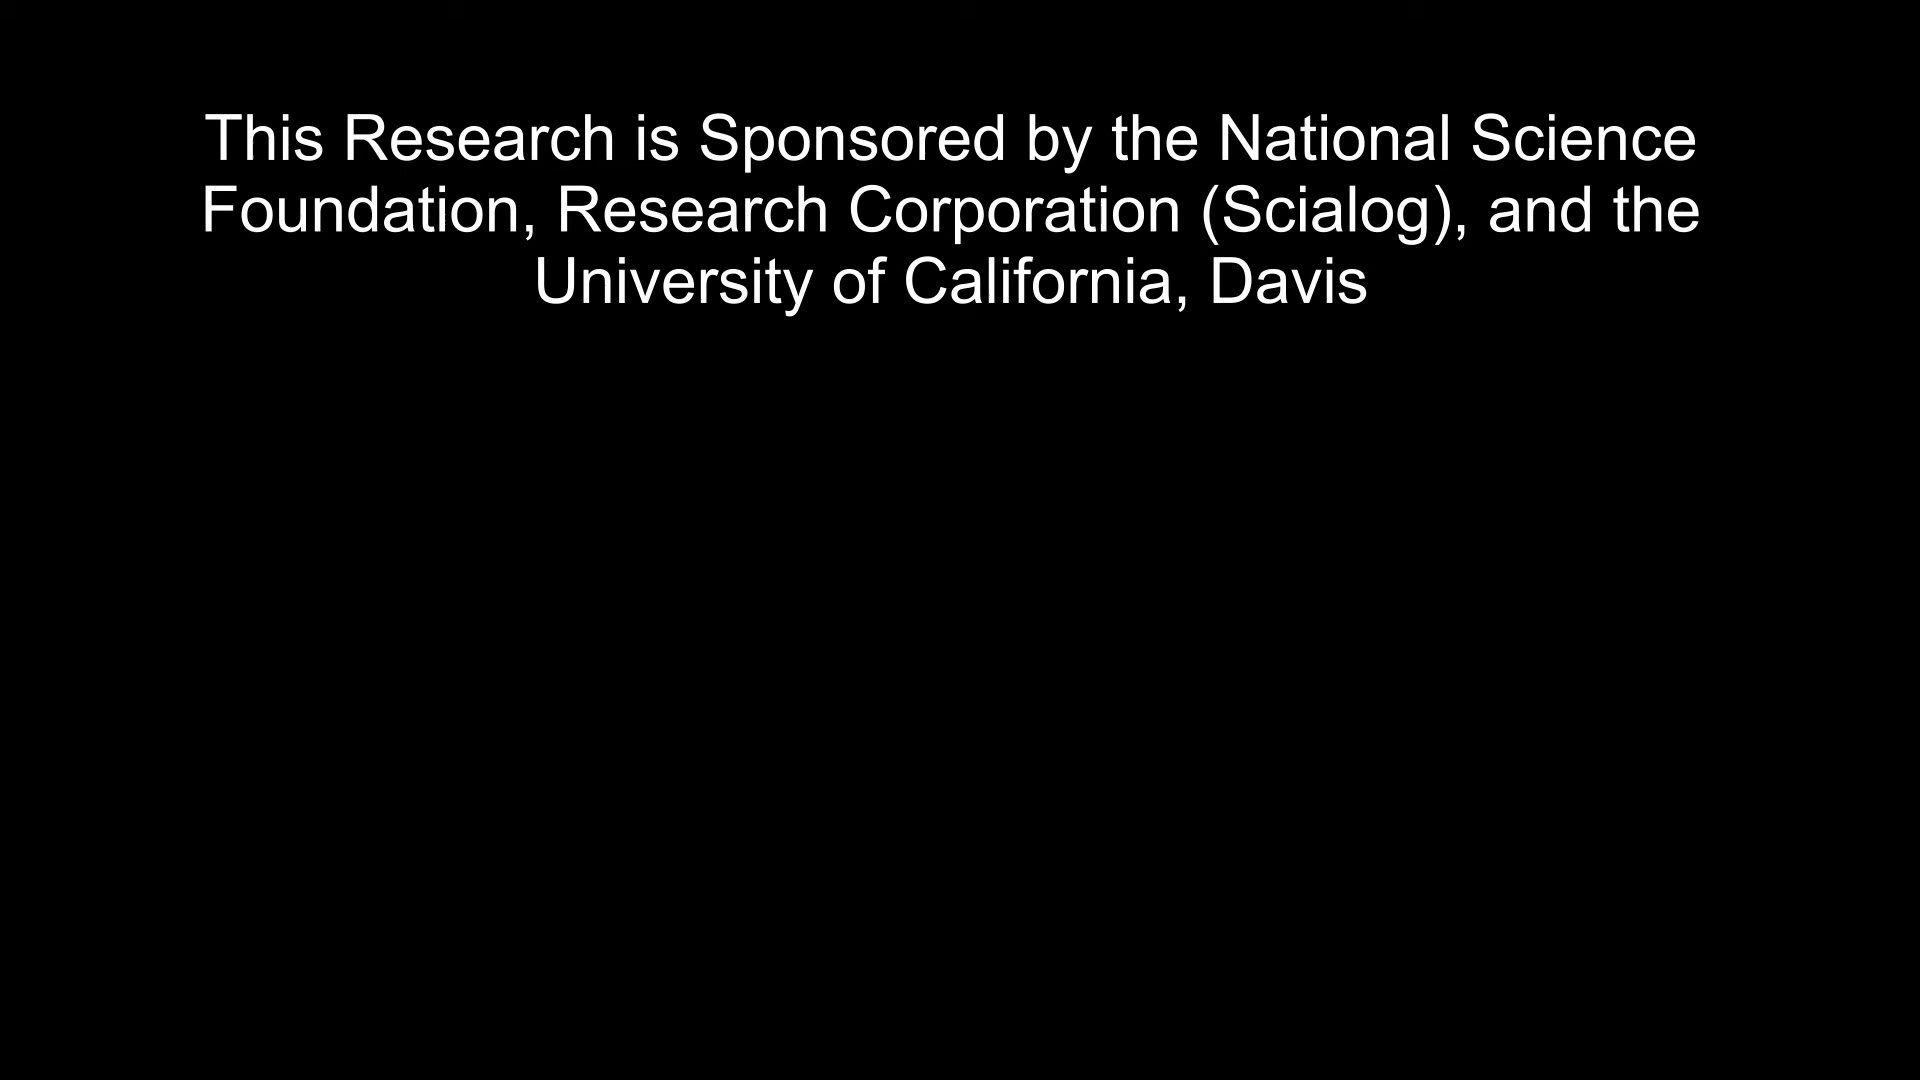 This Research is Sponsored by the National Science
Foundation, Research Corporation (Scialog), and the
University of California, Davis